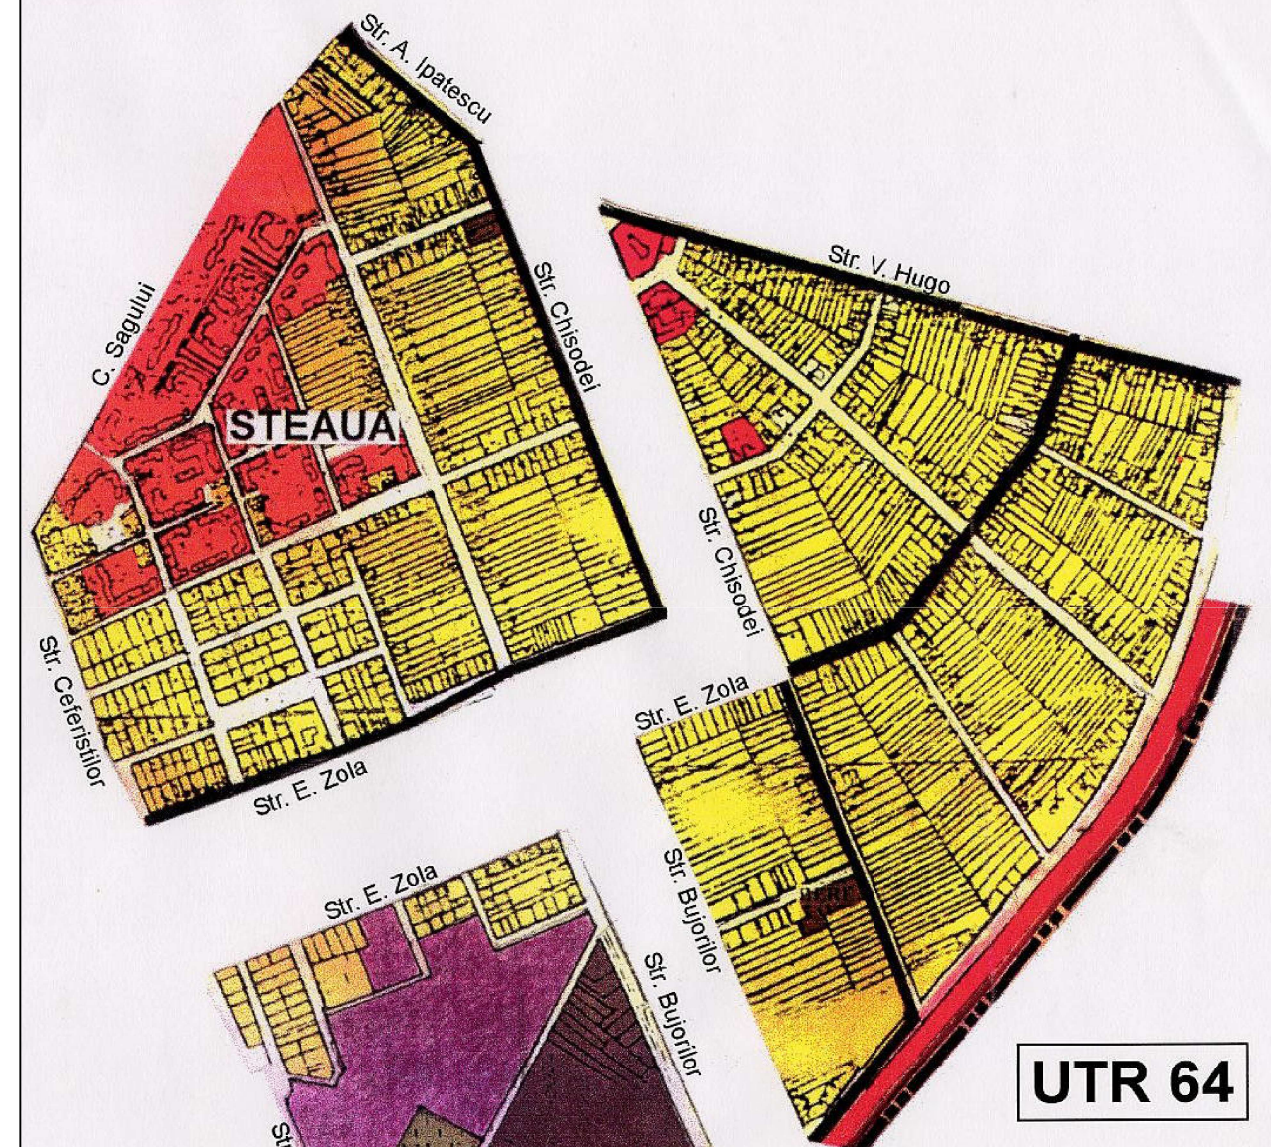 Str. A. Ipatescu
C. Sagului
Str. Chisodei
STEAUA
Str. V. Hugo
Str. Chisodei
Str. Ceferistilor
Str. E. Zola
Str. E. Zola
Str. E. Zola
Str. Bujorilor
Str. Bujorilor
UTR 64